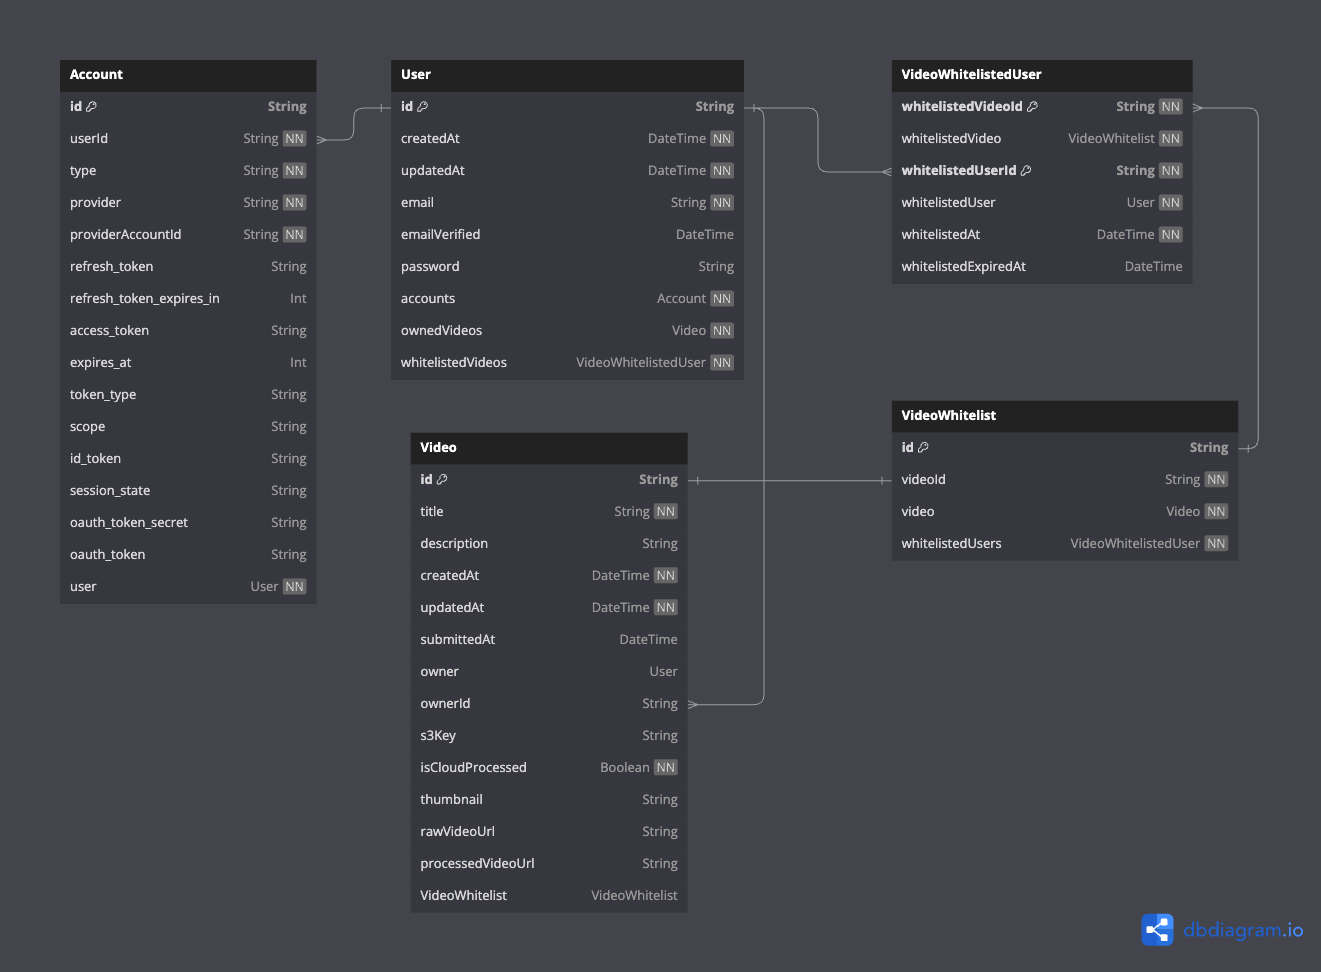 Account
id String
userId String NN
type String NN
provider String NN
providerAccountId String NN
refresh_token String
refresh_token_expires_in Int
access_token String
expires_at Int
token_type String
scope String
id_token String
session_state String
oauth_token_secret String
oauth_token String
user User NN
User
id String
createdAt DateTime NN
updatedAt DateTime NN
email String NN
emailVerified DateTime
password String
accounts Account NN
ownedVideos Video NN
whitelistedVideos VideoWhitelistedUser NN
Video
id String
title String NN
description String
createdAt DateTime NN
updatedAt DateTime NN
submittedAt DateTime
owner User
ownerId String
s3Key String
isCloudProcessed Boolean NN
thumbnail String
rawVideoUrl String
processedVideoUrl String
VideoWhitelist VideoWhitelist
VideoWhitelistedUser
whitelistedVideoId String NN
whitelistedVideo VideoWhitelist NN
whitelistedUserId String NN
whitelistedUser User NN
whitelistedAt DateTime NN
whitelistedExpiredAt DateTime
VideoWhitelist
id String
videoId String NN
video Video NN
whitelistedUsers VideoWhitelistedUser NN
dbdiagram.io